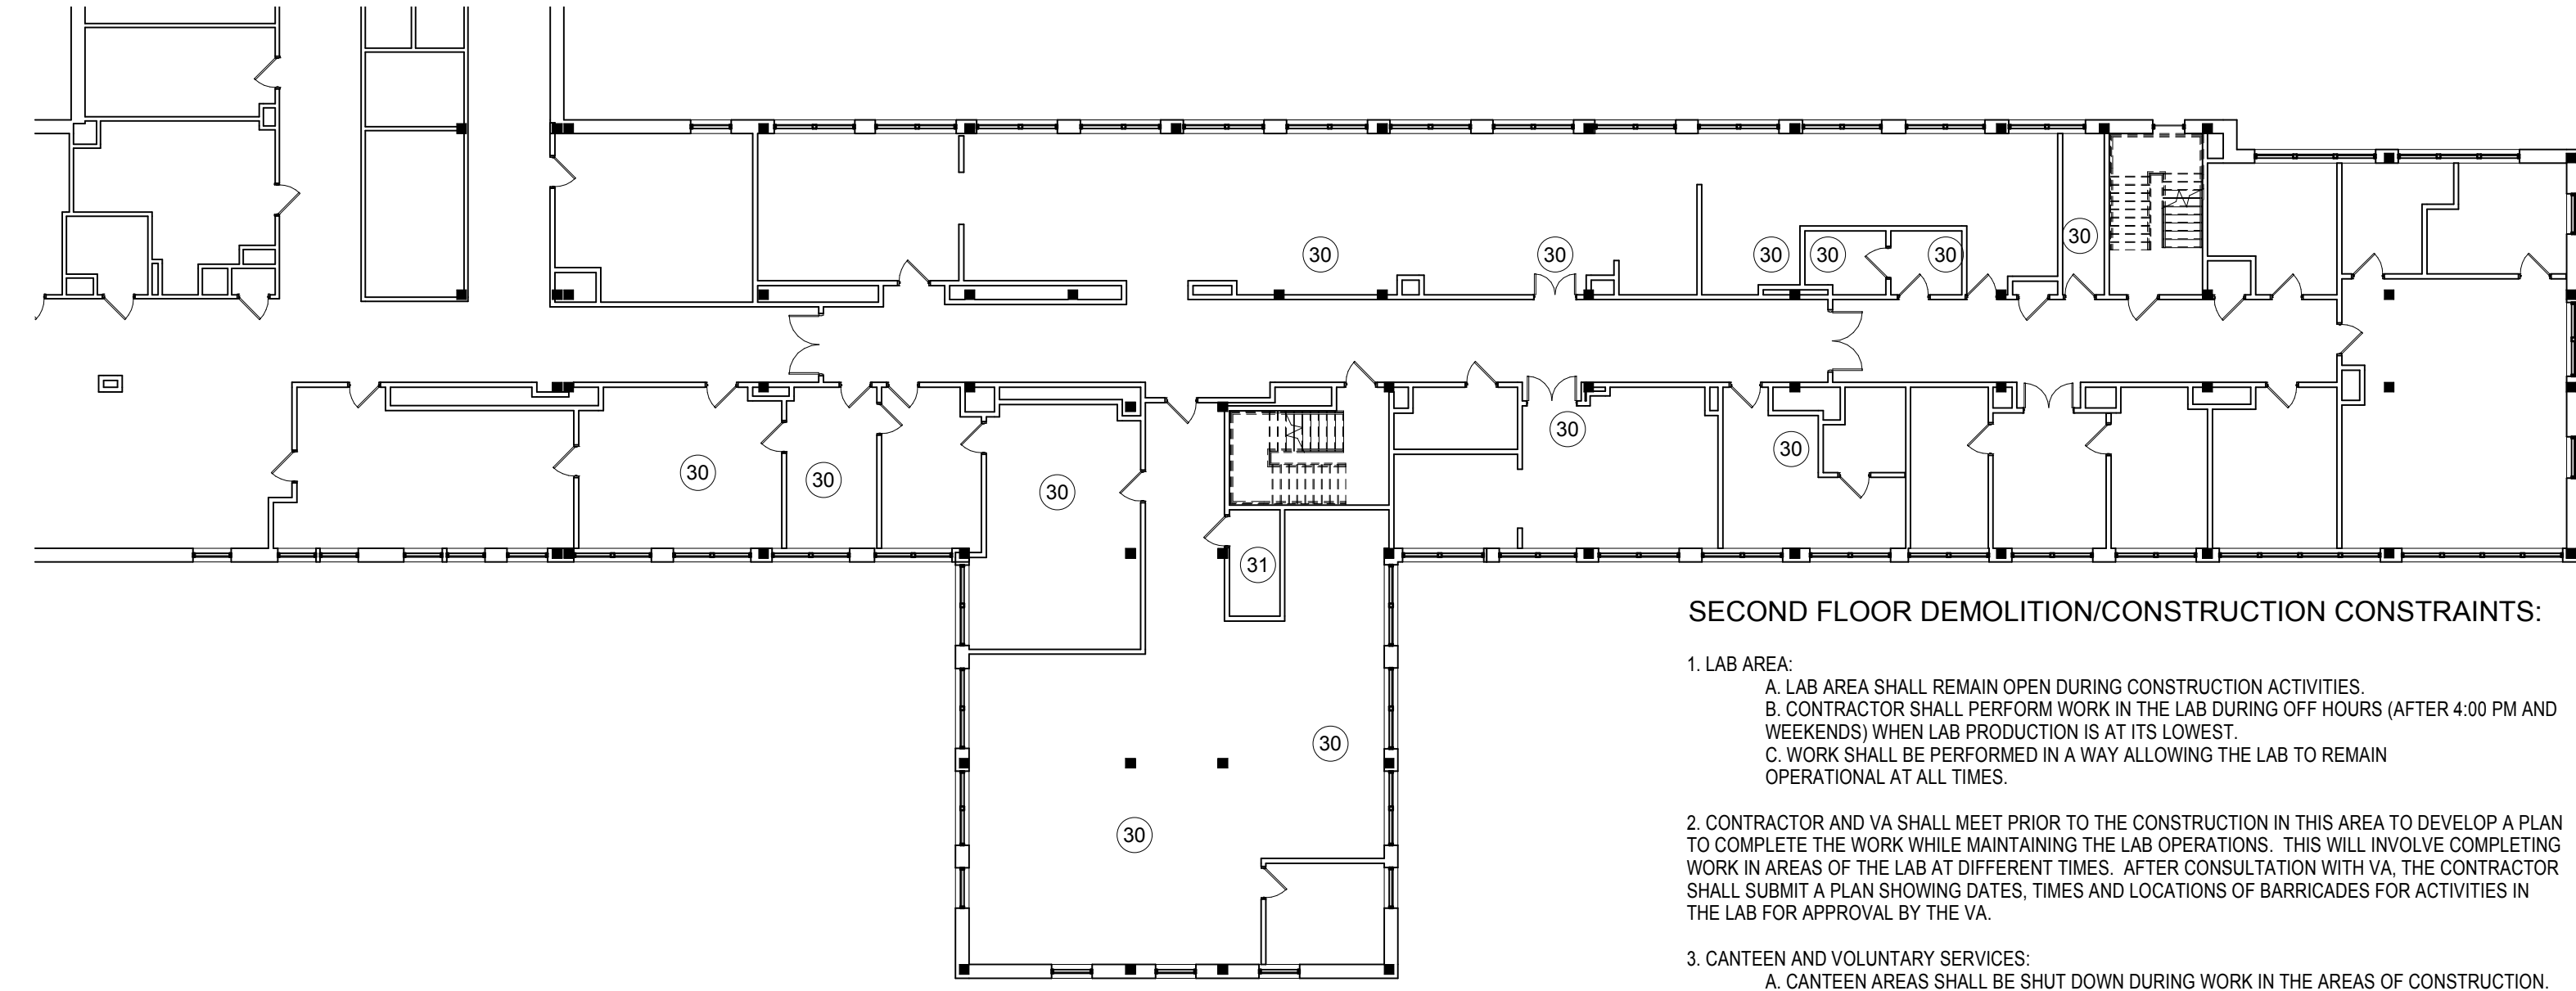 30
30
30
30
30
30
30
30
30
30
30
31
30
30
SECOND FLOOR DEMOLITION/CONSTRUCTION CONSTRAINTS:
1. LAB AREA:
A. LAB AREA SHALL REMAIN OPEN DURING CONSTRUCTION ACTIVITIES.
B. CONTRACTOR SHALL PERFORM WORK IN THE LAB DURING OFF HOURS (AFTER 4:00 PM AND
WEEKENDS) WHEN LAB PRODUCTION IS AT ITS LOWEST.
C. WORK SHALL BE PERFORMED IN A WAY ALLOWING THE LAB TO REMAIN
OPERATIONAL AT ALL TIMES.
2. CONTRACTOR AND VA SHALL MEET PRIOR TO THE CONSTRUCTION IN THIS AREA TO DEVELOP A PLAN
TO COMPLETE THE WORK WHILE MAINTAINING THE LAB OPERATIONS. THIS WILL INVOLVE COMPLETING
WORK IN AREAS OF THE LAB AT DIFFERENT TIMES. AFTER CONSULTATION WITH VA, THE CONTRACTOR
SHALL SUBMIT A PLAN SHOWING DATES, TIMES AND LOCATIONS OF BARRICADES FOR ACTIVITIES IN
THE LAB FOR APPROVAL BY THE VA.
3. CANTEEN AND VOLUNTARY SERVICES:
A. CANTEEN AREAS SHALL BE SHUT DOWN DURING WORK IN THE AREAS OF CONSTRUCTION.